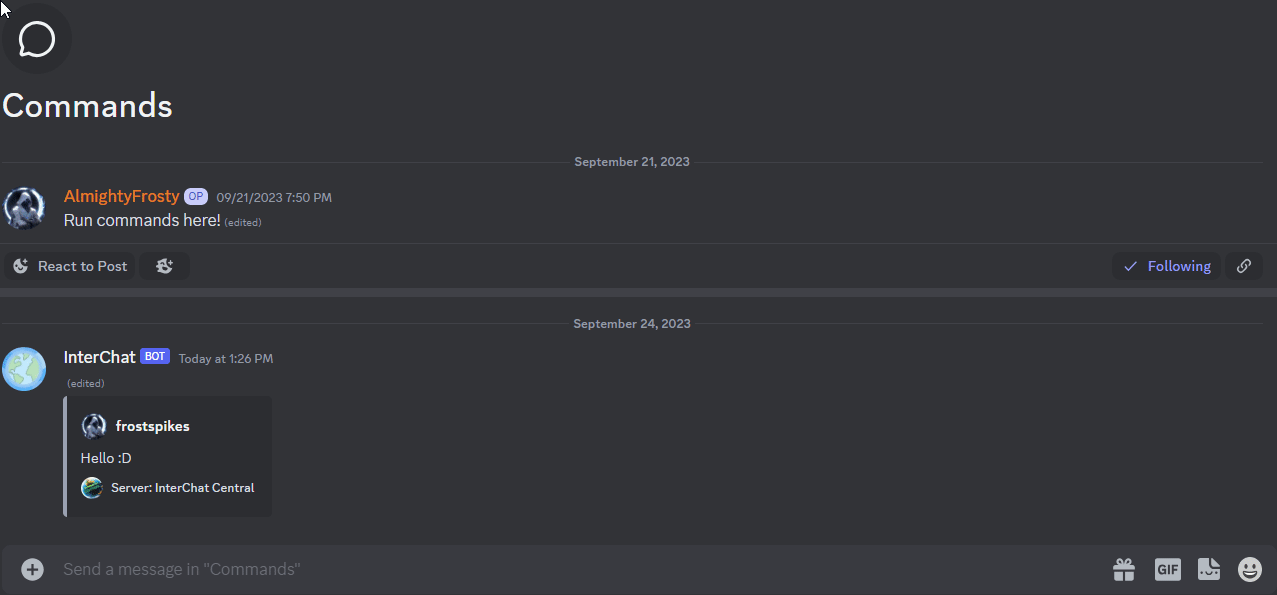 Commands
September 21, 2023
AlmightyFrosty OP 09/21/2023 7:50 PM
Run commands here! (edited)
React to Post
Following
September 24, 2023
InterChat BOT Today at 1:26 PM
(edited)
frostspikes
Hello :D
Server: InterChat Central
Send a message in "Commands"
GIF